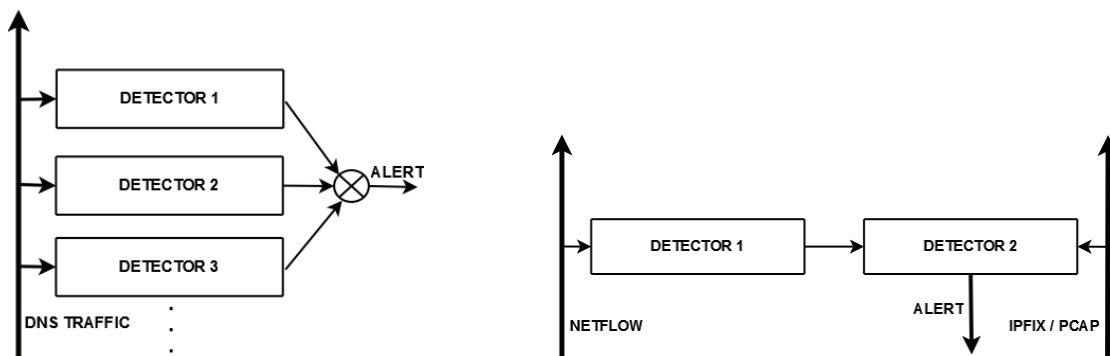 DETECTOR 1
DETECTOR 2
ALERT
DETECTOR 3
DNS TRAFFIC
DETECTOR 1
DETECTOR 2
ALERT
NETFLOW
IPFIX / PCAP